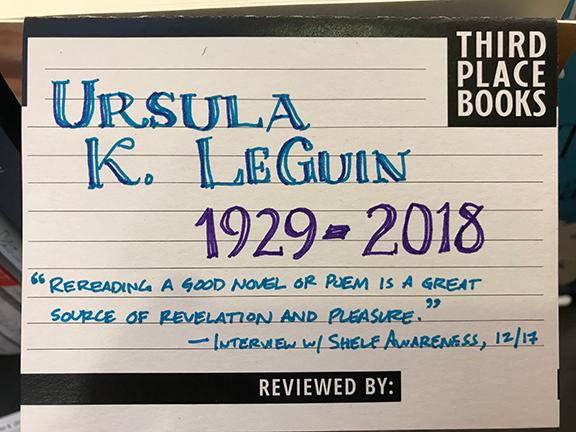 THIRD
PLACE
BOOKS
URSULA
K. LEGUIN
1929-2018
“REREADING A GOOD NOVEL OR POEM IS A GREAT
SOURCE OF REVELATION AND PLEASURE.”
— INTERVIEW W/ SHELF AWARENESS, 12/17
REVIEWED BY: